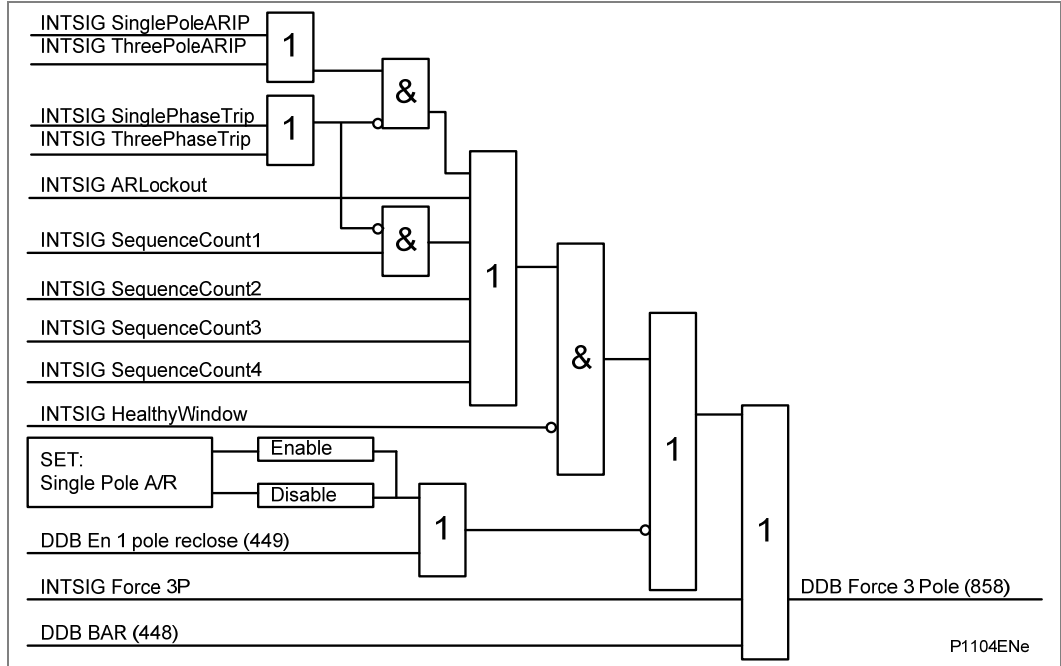 INTSIG SinglePoleARIP
INTSIG ThreePoleARIP
1
&
INTSIG SinglePhaseTrip
INTSIG ThreePhaseTrip
1
INTSIG ARLockout
INTSIG SequenceCount1
&
1
INTSIG SequenceCount2
INTSIG SequenceCount3
INTSIG SequenceCount4
&
INTSIG HealthyWindow
SET:
Single Pole A/R
Enable
Disable
1
1
1
DDB En 1 pole reclose (449)
INTSIG Force 3P
DDB Force 3 Pole (858)
DDB BAR (448)
P1104ENe